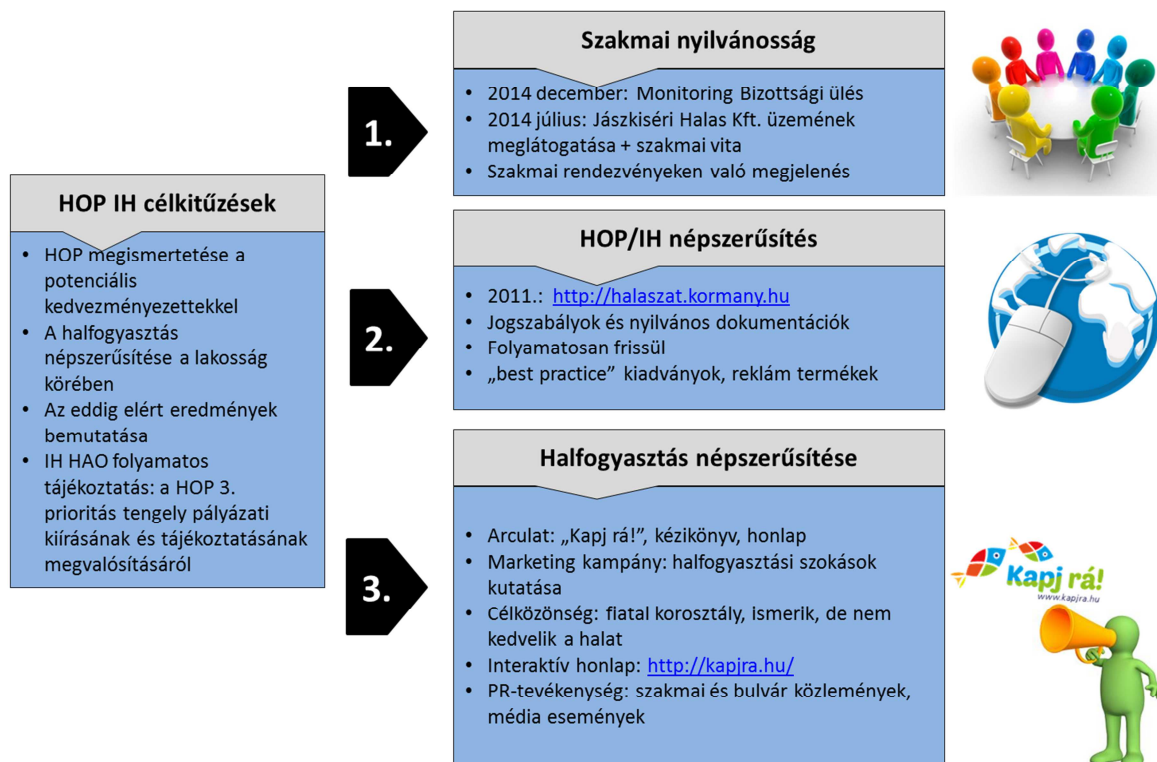 HOP IH célkitűzések
• HOP megismertetése a
potenciális
kedvezményezettekkel
• A halfogyasztás
népszerűsítése a lakosság
körében
• Az eddig elért eredmények
bemutatása
• IH HAO folyamatos
tájékoztatás: a HOP 3.
prioritás tengely pályázati
kiírásának és tájékoztatásának
megvalósításáról
1.
Szakmai nyilvánosság
• 2014 december: Monitoring Bizottsági ülés
• 2014 július: Jászkiséri Halas Kft. üzemének
meglátogatása + szakmai vita
• Szakmai rendezvényeken való megjelenés
2.
HOP/IH népszerűsítés
• 2011.: http://halaszat.kormany.hu
• Jogszabályok és nyilvános dokumentációk
• Folyamatosan frissül
• „best practice” kiadványok, reklám termékek
3.
Halfogyasztás népszerűsítése
• Arculat: „Kapj rá!”, kézikönyv, honlap
• Marketing kampány: halfogyasztási szokások
kutatása
• Célközönség: fiatal korosztály, ismerik, de nem
kedvelik a halat
• Interaktív honlap: http://kapjra.hu/
• PR-tevékenység: szakmai és bulvár közlemények,
média események
Kapj rá!
www.kapjra.hu